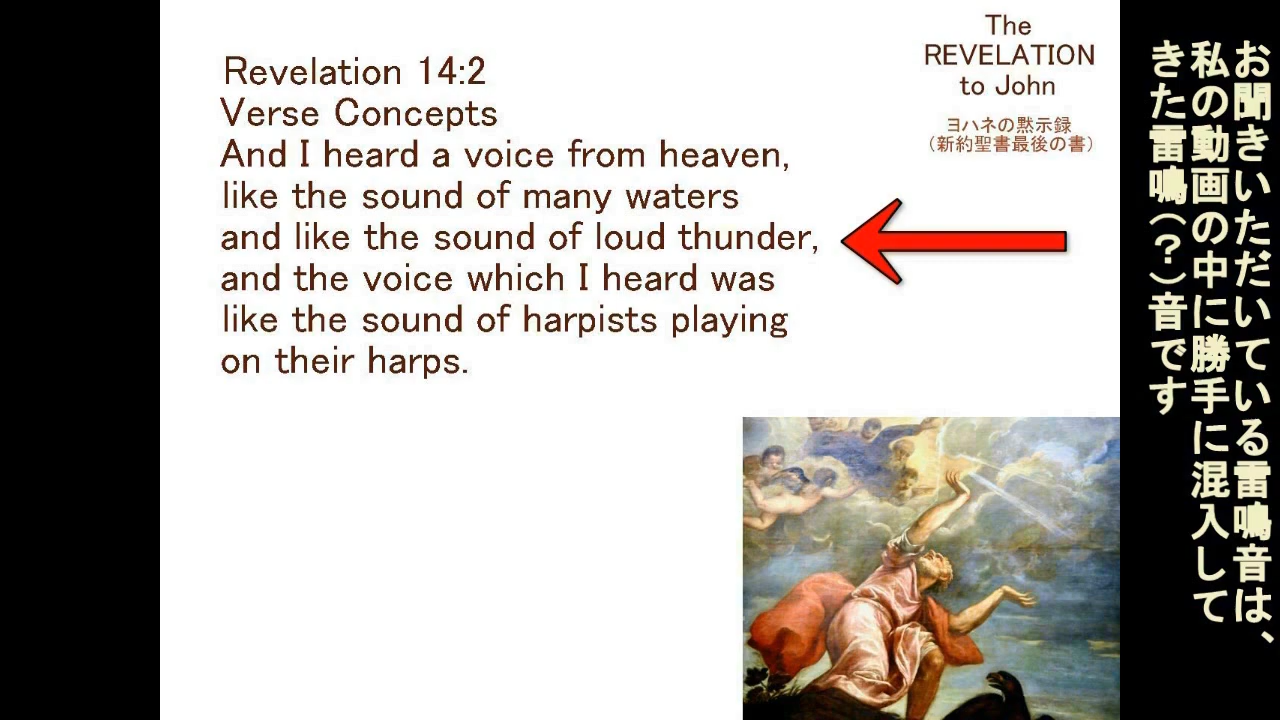 Revelation 14:2
Verse Concepts
And I heard a voice from heaven,
like the sound of many waters
and like the sound of loud thunder,
and the voice which I heard was
like the sound of harpists playing
on their harps.
The
REVELATION
to John
ヨハネの黙示録
（新約聖書最後の書）
お聞きいただいている雷鳴音は、
私の動画の中に勝手に混入して
きた雷鳴（？）音です